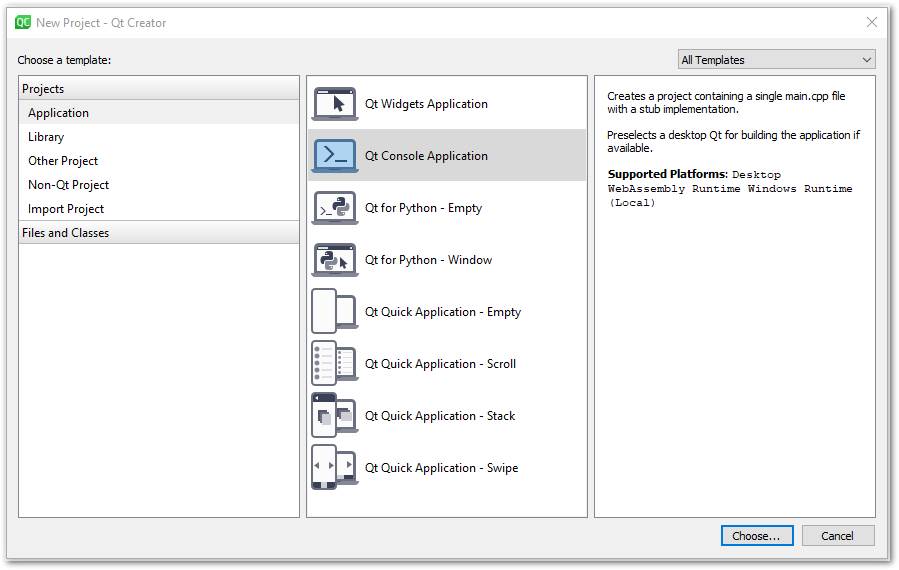 QC New Project - Qt Creator
Choose a template:
All Templates
Projects
Application
Library
Other Project
Non-Qt Project
Import Project
Files and Classes
Qt Widgets Application
Qt Console Application
Qt for Python - Empty
Qt for Python - Window
Qt Quick Application - Empty
Qt Quick Application - Scroll
Qt Quick Application - Stack
Qt Quick Application - Swipe
Creates a project containing a single main.cpp file
with a stub implementation.
Preselects a desktop Qt for building the application if
available.
Supported Platforms: Desktop
WebAssembly Runtime Windows Runtime
(Local)
Choose...
Cancel